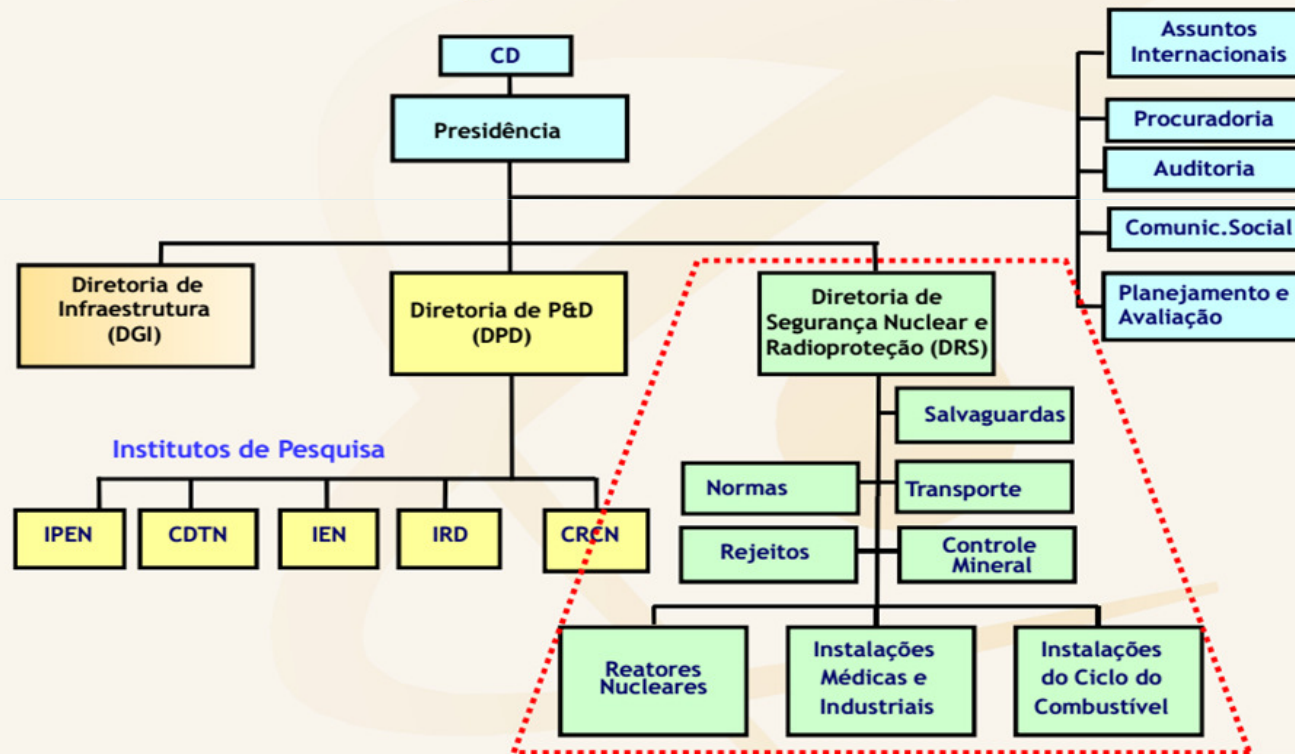 CD
Presidência
Assuntos
Internacionais
Procuradoria
Auditoria
Comunic.Social
Planejamento e
Avaliação
Diretoria de
Infraestrutura
(DGI)
Diretoria de P&D
(DPD)
Diretoria de
Segurança Nuclear e
Radioproteção (DRS)
Institutos de Pesquisa
IPEN
CDTN
IEN
IRD
CRCN
Salvaguardas
Normas
Transporte
Rejeitos
Controle
Mineral
Reatores
Nucleares
Instalações
Médicas e
Industriais
Instalações
do Ciclo do
Combustível